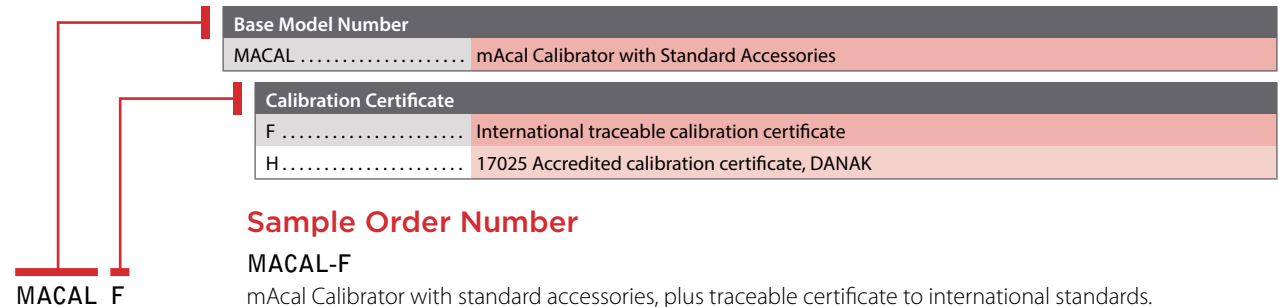 Base Model Number
MACAL .................... mAcal Calibrator with Standard Accessories
Calibration Certificate
F ...................... International traceable calibration certificate
H...................... 17025 Accredited calibration certificate, DANAK
Sample Order Number
MACAL-F
MACAL F
mAcal Calibrator with standard accessories, plus traceable certificate to international standards.